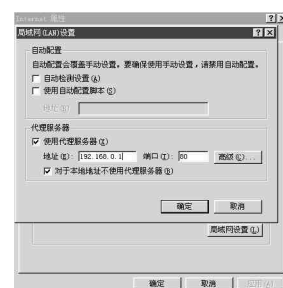 Internet 属性
局域网(LAN)设置
自动配置
自动配置会覆盖手动设置。要确保使用手动设置，请禁用自动配置。
自动检测设置(A)
使用自动配置脚本(S)
地址(R):
代理服务器
使用代理服务器(X)
地址(E): 192.168.0.1 端口(T): 80 高级(C)...
对于本地地址不使用代理服务器(B)
确定 取消
局域网设置(L)...
确定 取消 应用(A)